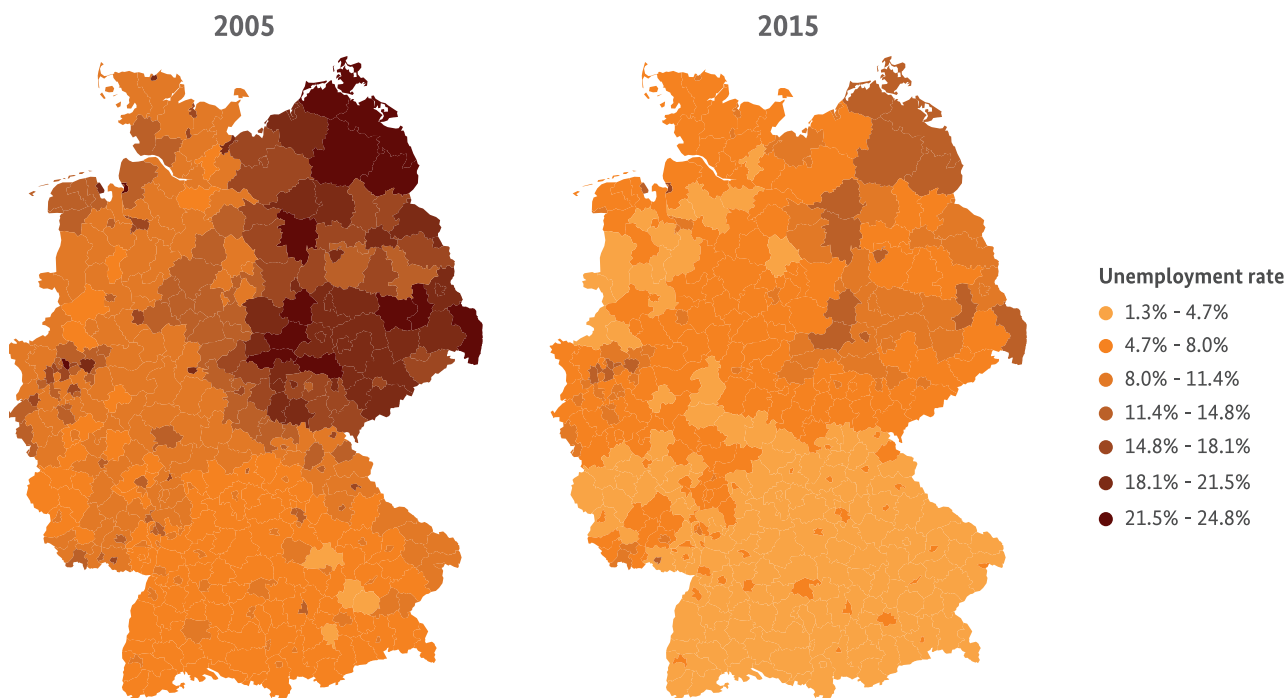 2005
2015
Unemployment rate
1.3% - 4.7%
4.7% - 8.0%
8.0% - 11.4%
11.4% - 14.8%
14.8% - 18.1%
18.1% - 21.5%
21.5% - 24.8%